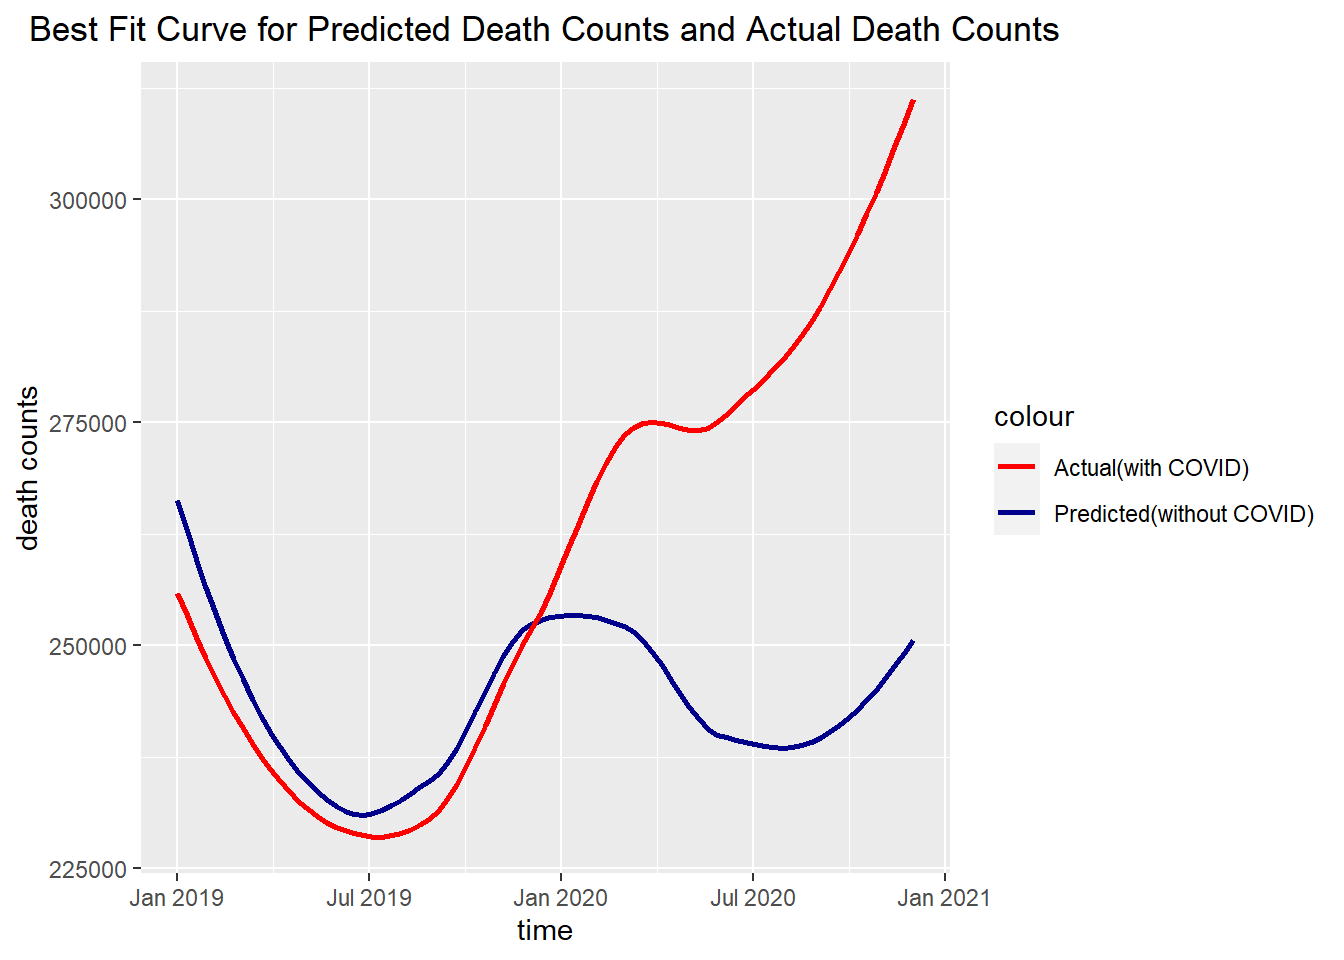 Best Fit Curve for Predicted Death Counts and Actual Death Counts
300000
275000
250000
225000
death counts
Jan 2019
Jul 2019
Jan 2020
Jul 2020
Jan 2021
time
colour
Actual(with COVID)
Predicted(without COVID)